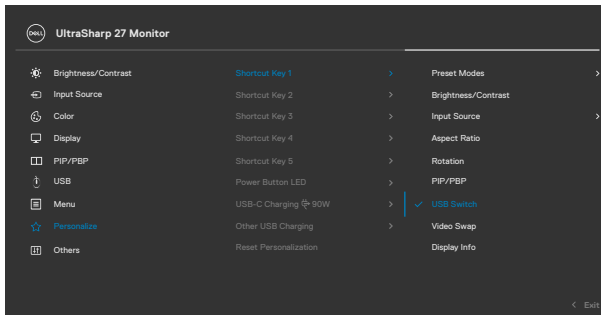 DELL UltraSharp 27 Monitor
Brightness/Contrast
Input Source
Color
Display
PIP/PBP
USB
Menu
Personalize
Others
Shortcut Key 1
Shortcut Key 2
Shortcut Key 3
Shortcut Key 4
Shortcut Key 5
Power Button LED
USB-C Charging 90W
Other USB Charging
Reset Personalization
Preset Modes
Brightness/Contrast
Input Source
Aspect Ratio
Rotation
PIP/PBP
USB Switch
Video Swap
Display Info
Exit